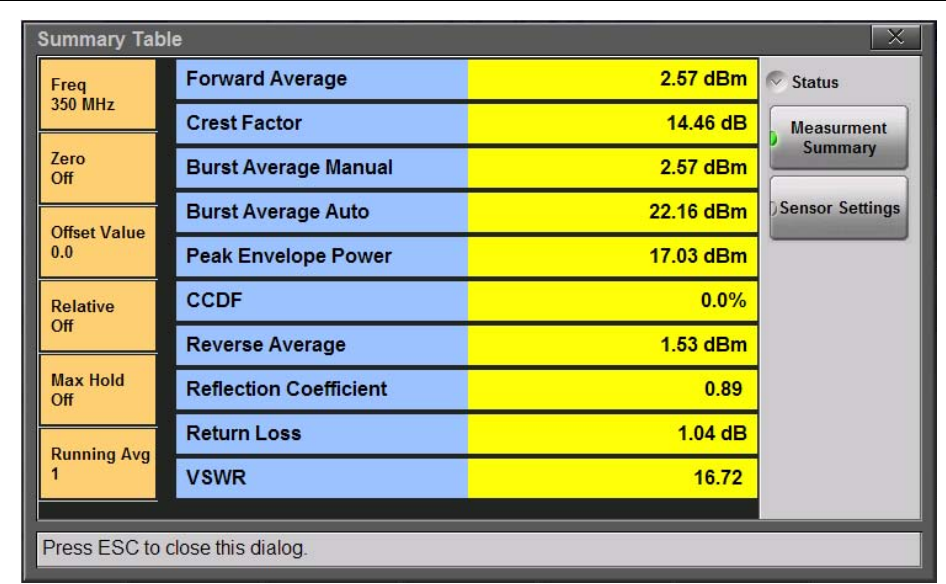 Summary Table
Freq
350 MHz
Zero
Off
Offset Value
0.0
Relative
Off
Max Hold
Off
Running Avg
1
Forward Average 2.57 dBm
Crest Factor 14.46 dB
Burst Average Manual 2.57 dBm
Burst Average Auto 22.16 dBm
Peak Envelope Power 17.03 dBm
CCDF 0.0%
Reverse Average 1.53 dBm
Reflection Coefficient 0.89
Return Loss 1.04 dB
VSWR 16.72
Status
Measurment
Summary
Sensor Settings
Press ESC to close this dialog.